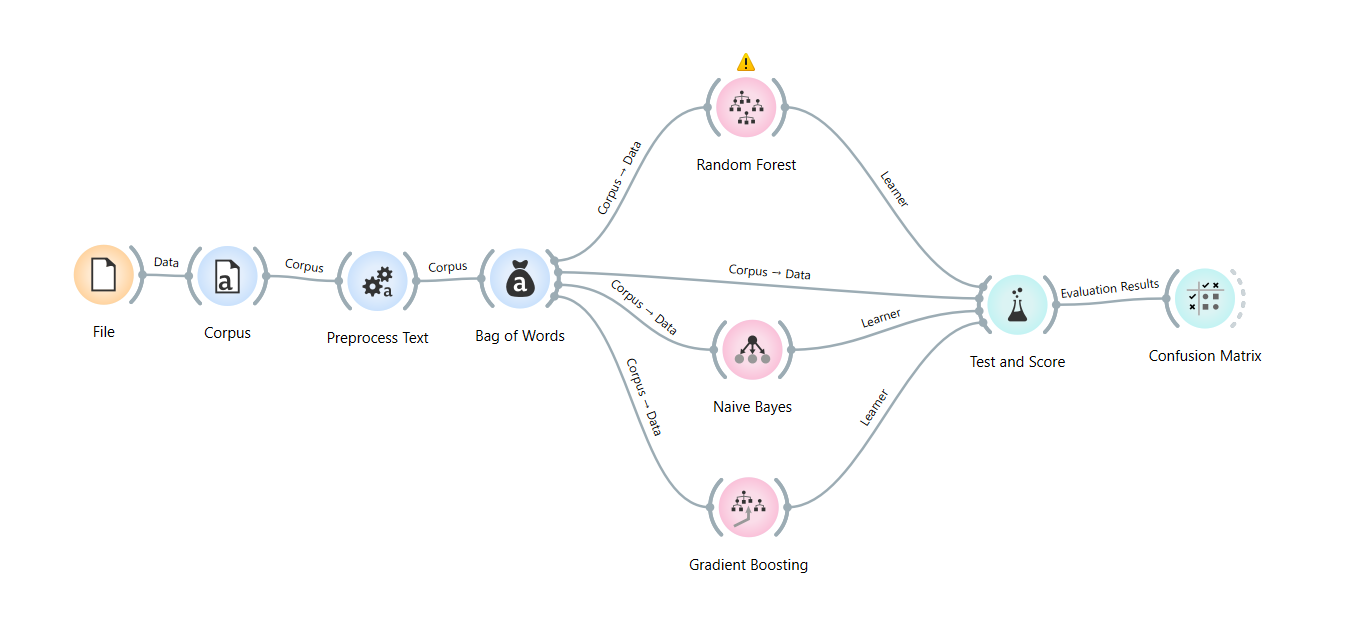 Random Forest
Corpus → Data
Learner
Data
Corpus
Corpus
Corpus → Data
Evaluation Results
Corpus → Data
Learner
File
Corpus
Preprocess Text
Bag of Words
Test and Score
Confusion Matrix
Corpus → Data
Naive Bayes
Learner
Gradient Boosting